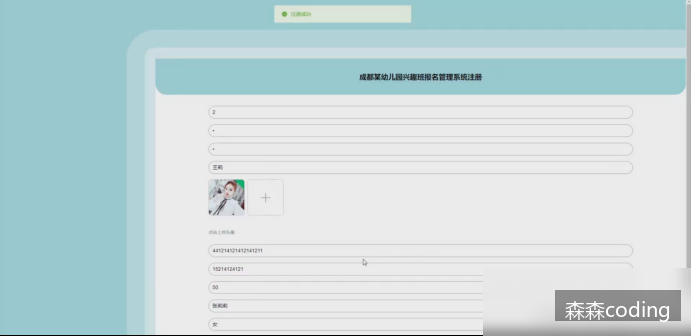 注册成功
成都某幼儿园兴趣班报名管理系统注册
2
•
•
王莉
点击上传头像
441214121412141211
15214124121
50
张莉莉
女
森森coding